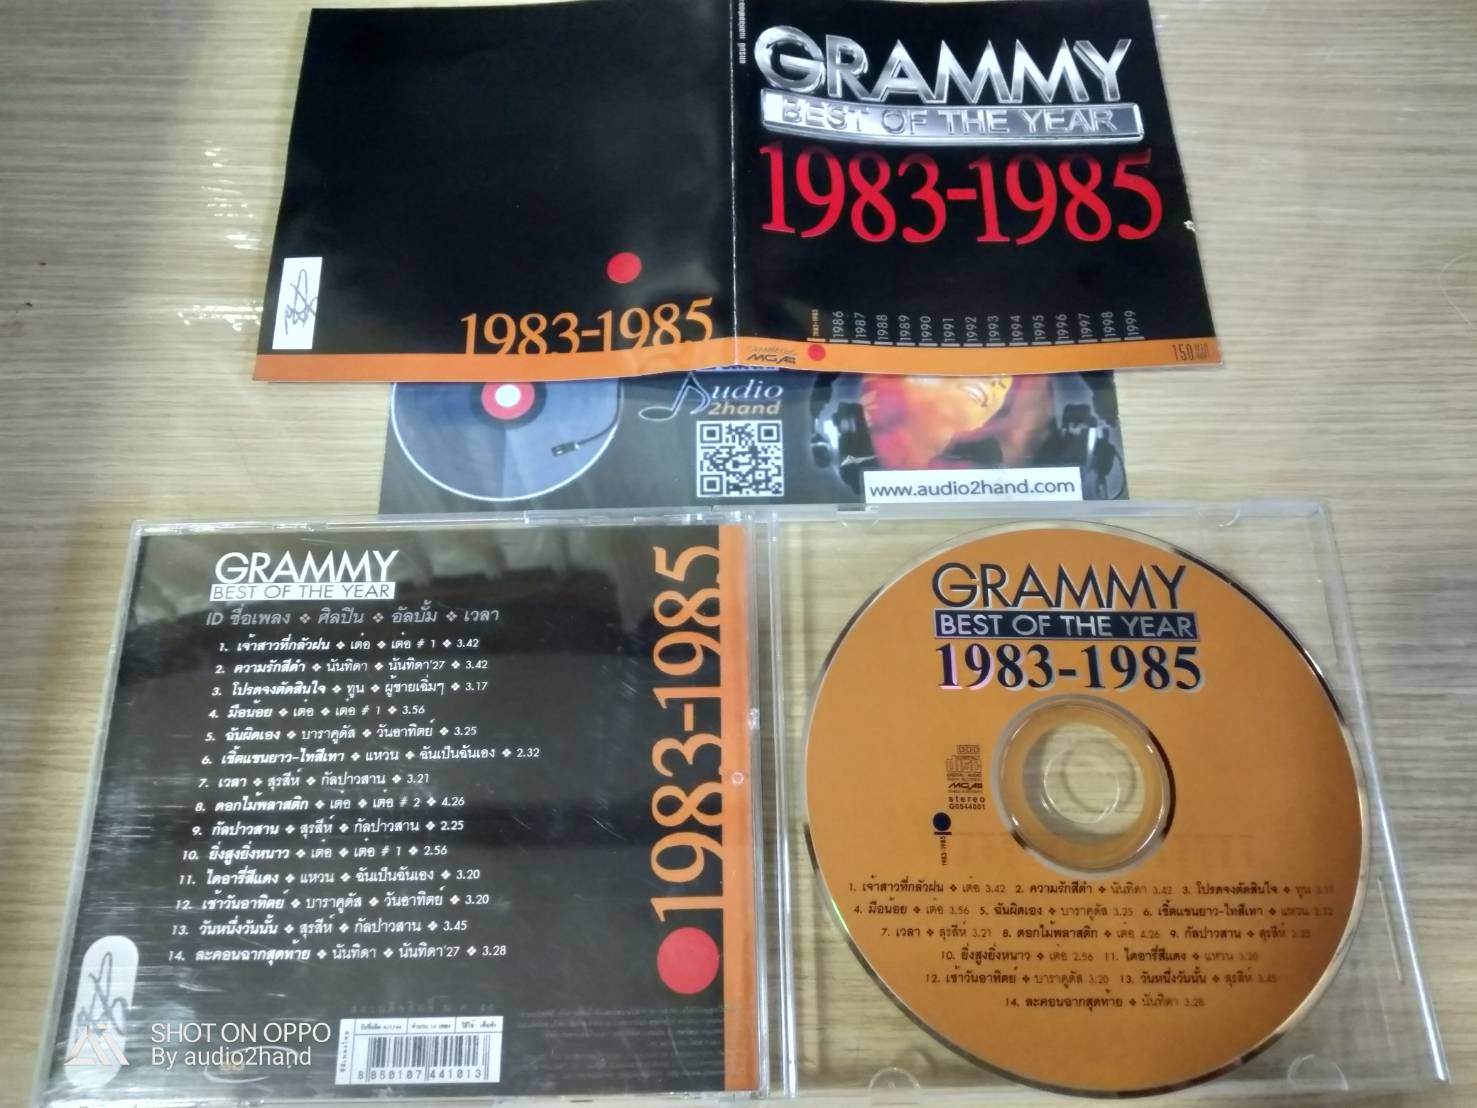 GRAMMY
BEST OF THE YEAR
1983-1985
1983-1985
1983-1985
1986
1987
1988
1989
1990
1991
1992
1993
1994
1995
1996
1997
1998
1999
MGA
150
Audio
2hand
www.audio2hand.com
GRAMMY
BEST OF THE YEAR
ID ชื่อเพลง ❖ ศิลปิน ❖ อัลบั้ม ❖ เวลา
1. เจ้าสาวที่กลัวฝน ❖ เต๋อ ❖ เต๋อ # 1 ❖ 3.42
2. ความรักสีดำ ❖ นันทิดา ❖ นันทิดา'27 ❖ 3.42
3. โปรดจงตัดสินใจ ❖ ทูน ❖ ผู้ชายเฉิ่มๆ ❖ 3.17
4. มือน้อย ❖ เต๋อ ❖ เต๋อ # 1 ❖ 3.56
5. ฉันผิดเอง ❖ บาราคูดัส ❖ วันอาทิตย์ ❖ 3.25
6. เชิ้ตแขนยาว-ไทสีเทา ❖ แหวน ❖ ฉันเป็นฉันเอง ❖ 2.32
7. เวลา ❖ สุรสีห์ ❖ กัลปาวสาน ❖ 3.21
8. ดอกไม้พลาสติก ❖ เต๋อ ❖ เต๋อ # 2 ❖ 4.26
9. กัลปาวสาน ❖ สุรสีห์ ❖ กัลปาวสาน ❖ 2.25
10. ยิ่งสูงยิ่งหนาว ❖ เต๋อ ❖ เต๋อ # 1 ❖ 2.56
11. ไดอารี่สีแดง ❖ แหวน ❖ ฉันเป็นฉันเอง ❖ 3.20
12. เช้าวันอาทิตย์ ❖ บาราคูดัส ❖ วันอาทิตย์ ❖ 3.20
13. วันหนึ่งวันนั้น ❖ สุรสีห์ ❖ กัลปาวสาน ❖ 3.45
14. ละคอนฉากสุดท้าย ❖ นันทิดา ❖ นันทิดา'27 ❖ 3.28
1983-1985
8 850107 441013
GRAMMY
BEST OF THE YEAR
1983-1985
COMPACT
disc
DIGITAL AUDIO
MGA
stereo
G0544001
1983-1985
1. เจ้าสาวที่กลัวฝน ❖ เต๋อ 3.42 2. ความรักสีดำ ❖ นันทิดา 3.42 3. โปรดจงตัดสินใจ ❖ ทูน
4. มือน้อย ❖ เต๋อ 3.56 5. ฉันผิดเอง ❖ บาราคูดัส 3.25 6. เชิ้ตแขนยาว-ไทสีเทา ❖ แหวน
7. เวลา ❖ สุรสีห์ 3.21 8. ดอกไม้พลาสติก ❖ เต๋อ 4.26 9. กัลปาวสาน ❖ สุรสีห์
10. ยิ่งสูงยิ่งหนาว ❖ เต๋อ 2.56 11. ไดอารี่สีแดง ❖ แหวน 3.20
12. เช้าวันอาทิตย์ ❖ บาราคูดัส 3.20 13. วันหนึ่งวันนั้น ❖ สุรสีห์ 3.45
14. ละคอนฉากสุดท้าย ❖ นันทิดา 3.28
SHOT ON OPPO
By audio2hand